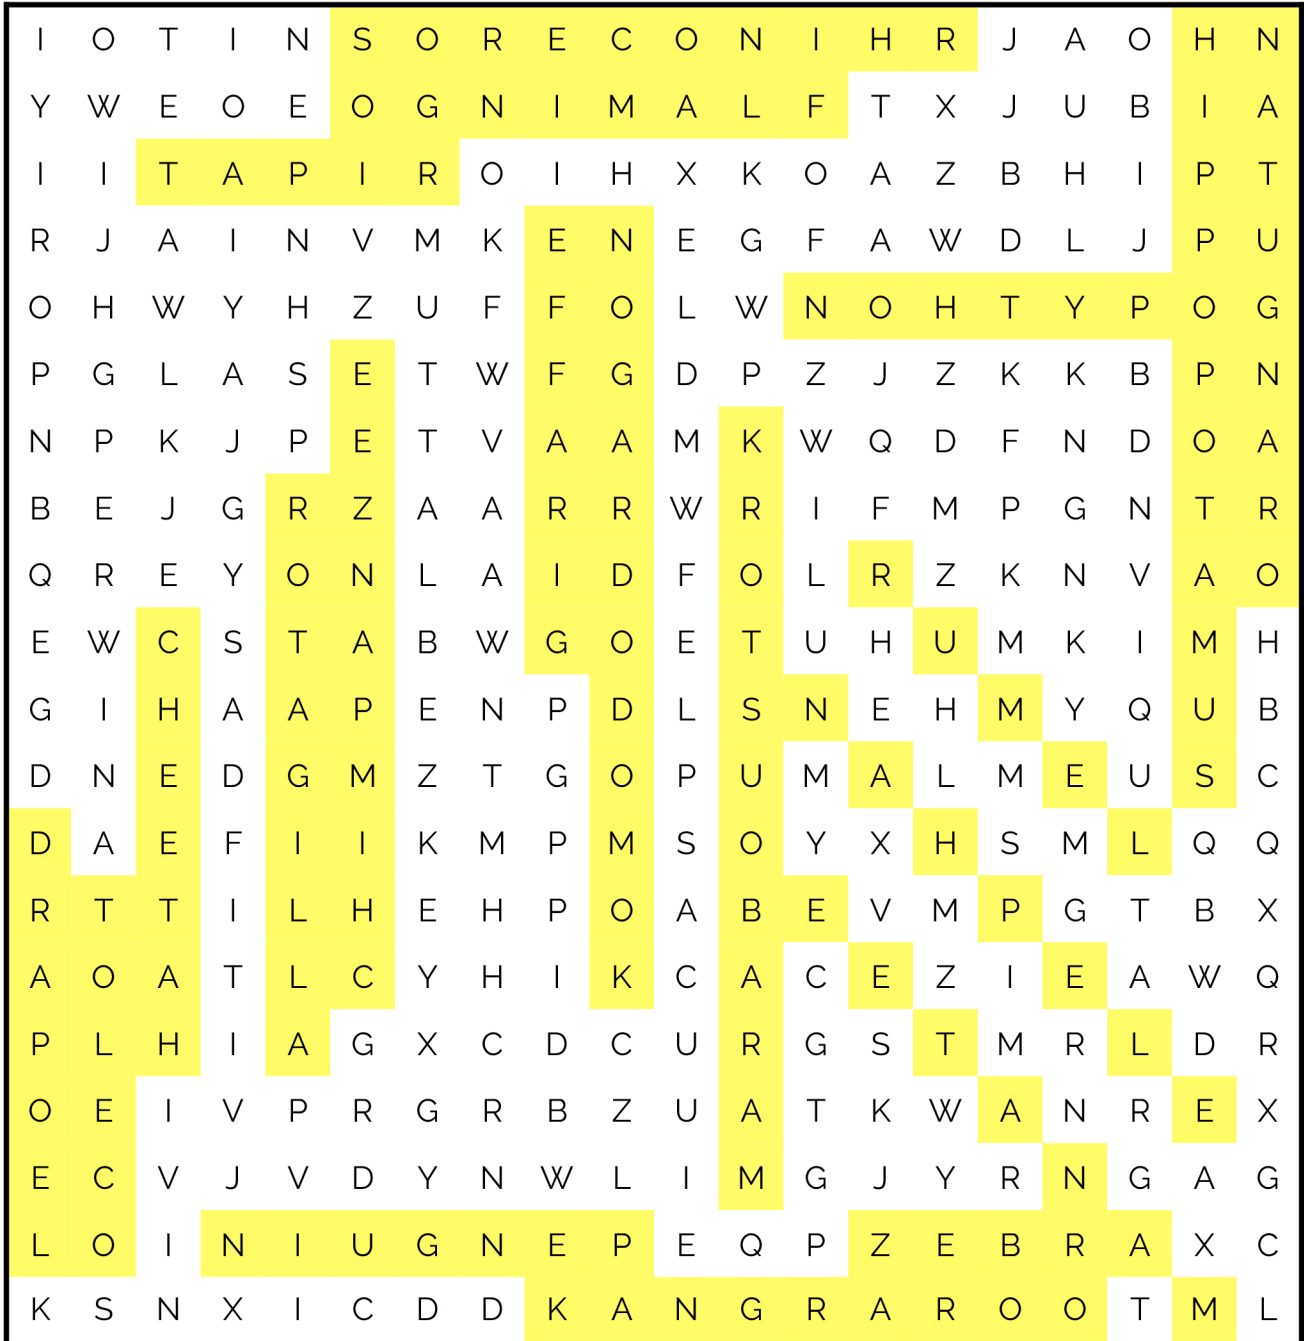 I O T I N S O R E C O N I H R J A O H N
Y W E O E O G N I M A L F T X J U B I A
I I T A P I R O I H X K O A Z B H I P T
R J A I N V M K E N E G F A W D L J P U
O H W Y H Z U F F O L W N O H T Y P O G
P G L A S E T W F G D P Z J Z K K B P N
N P K J P E T V A A M K W Q D F N D O A
B E J G R Z A A R R W R I F M P G N T R
Q R E Y O N L A I D F O L R Z K N V A O
E W C S T A B W G O E T U H U M K I M H
G I H A A P E N P D L S N E H M Y Q U B
D N E D G M Z T G O P U M A L M E U S C
D A E F I I K M P M S O Y X H S M L Q Q
R T T I L H E H P O A B E V M P G T B X
A O A T L C Y H I K C A C E Z I E A W Q
P L H I A G X C D C U R G S T M R L D R
O E I V P R G R B Z U A T K W A N R E X
E C V J V D Y N W L I M G J Y R N G A G
L O I N I U G N E P E Q P Z E B R A X C
K S N X I C D D K A N G R A R O O T M L